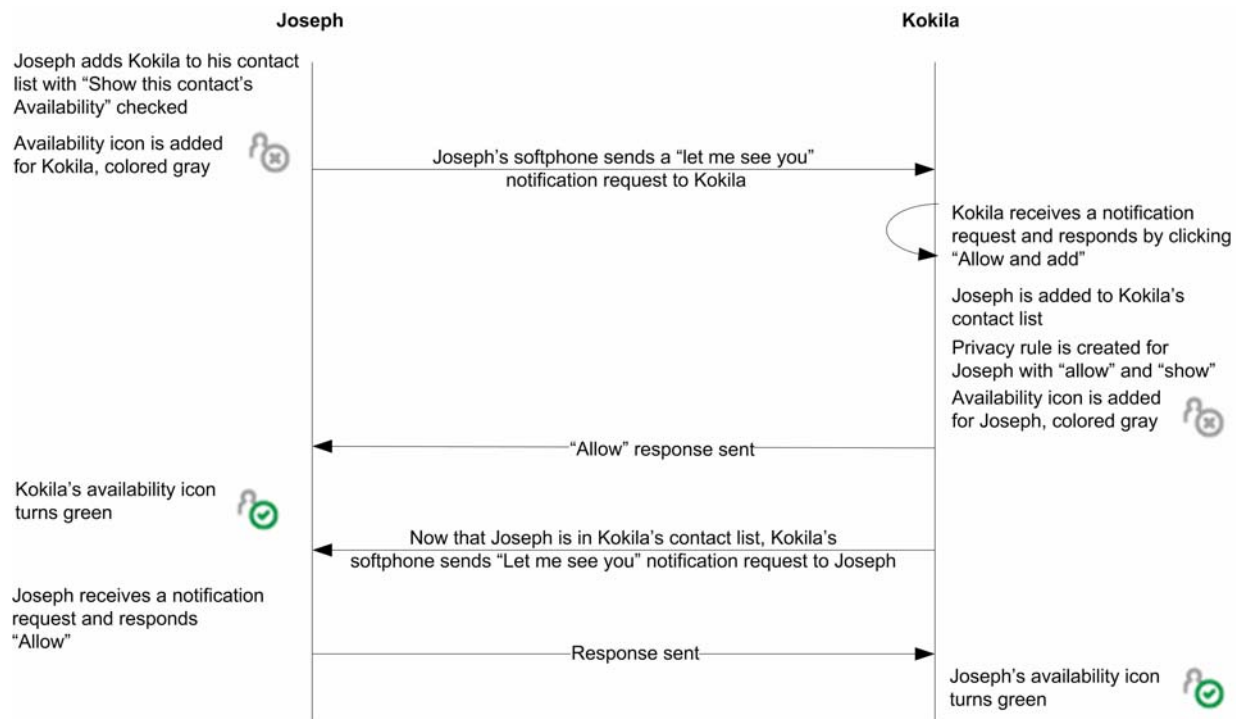 Joseph
Kokila
Joseph adds Kokila to his contact
list with “Show this contact’s
Availability” checked
Availability icon is added
for Kokila, colored gray
Joseph’s softphone sends a “let me see you”
notification request to Kokila
Kokila receives a notification
request and responds by clicking
“Allow and add”
Joseph is added to Kokila’s
contact list
Privacy rule is created for
Joseph with “allow” and “show”
Availability icon is added
for Joseph, colored gray
“Allow” response sent
Kokila’s availability icon
turns green
Now that Joseph is in Kokila’s contact list, Kokila’s
softphone sends “Let me see you” notification request to Joseph
Joseph receives a notification
request and responds
“Allow”
Response sent
Joseph’s availability icon
turns green